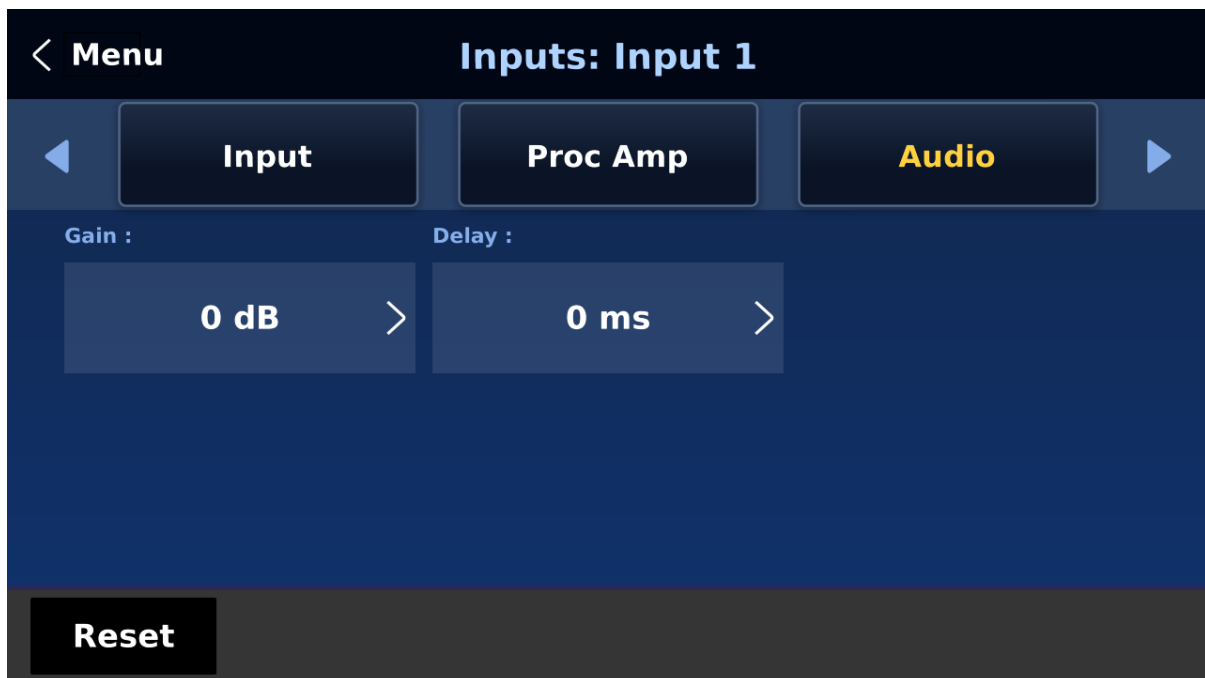 Menu
Inputs: Input 1
Input
Proc Amp
Audio
Gain :
Delay :
0 dB
0 ms
Reset